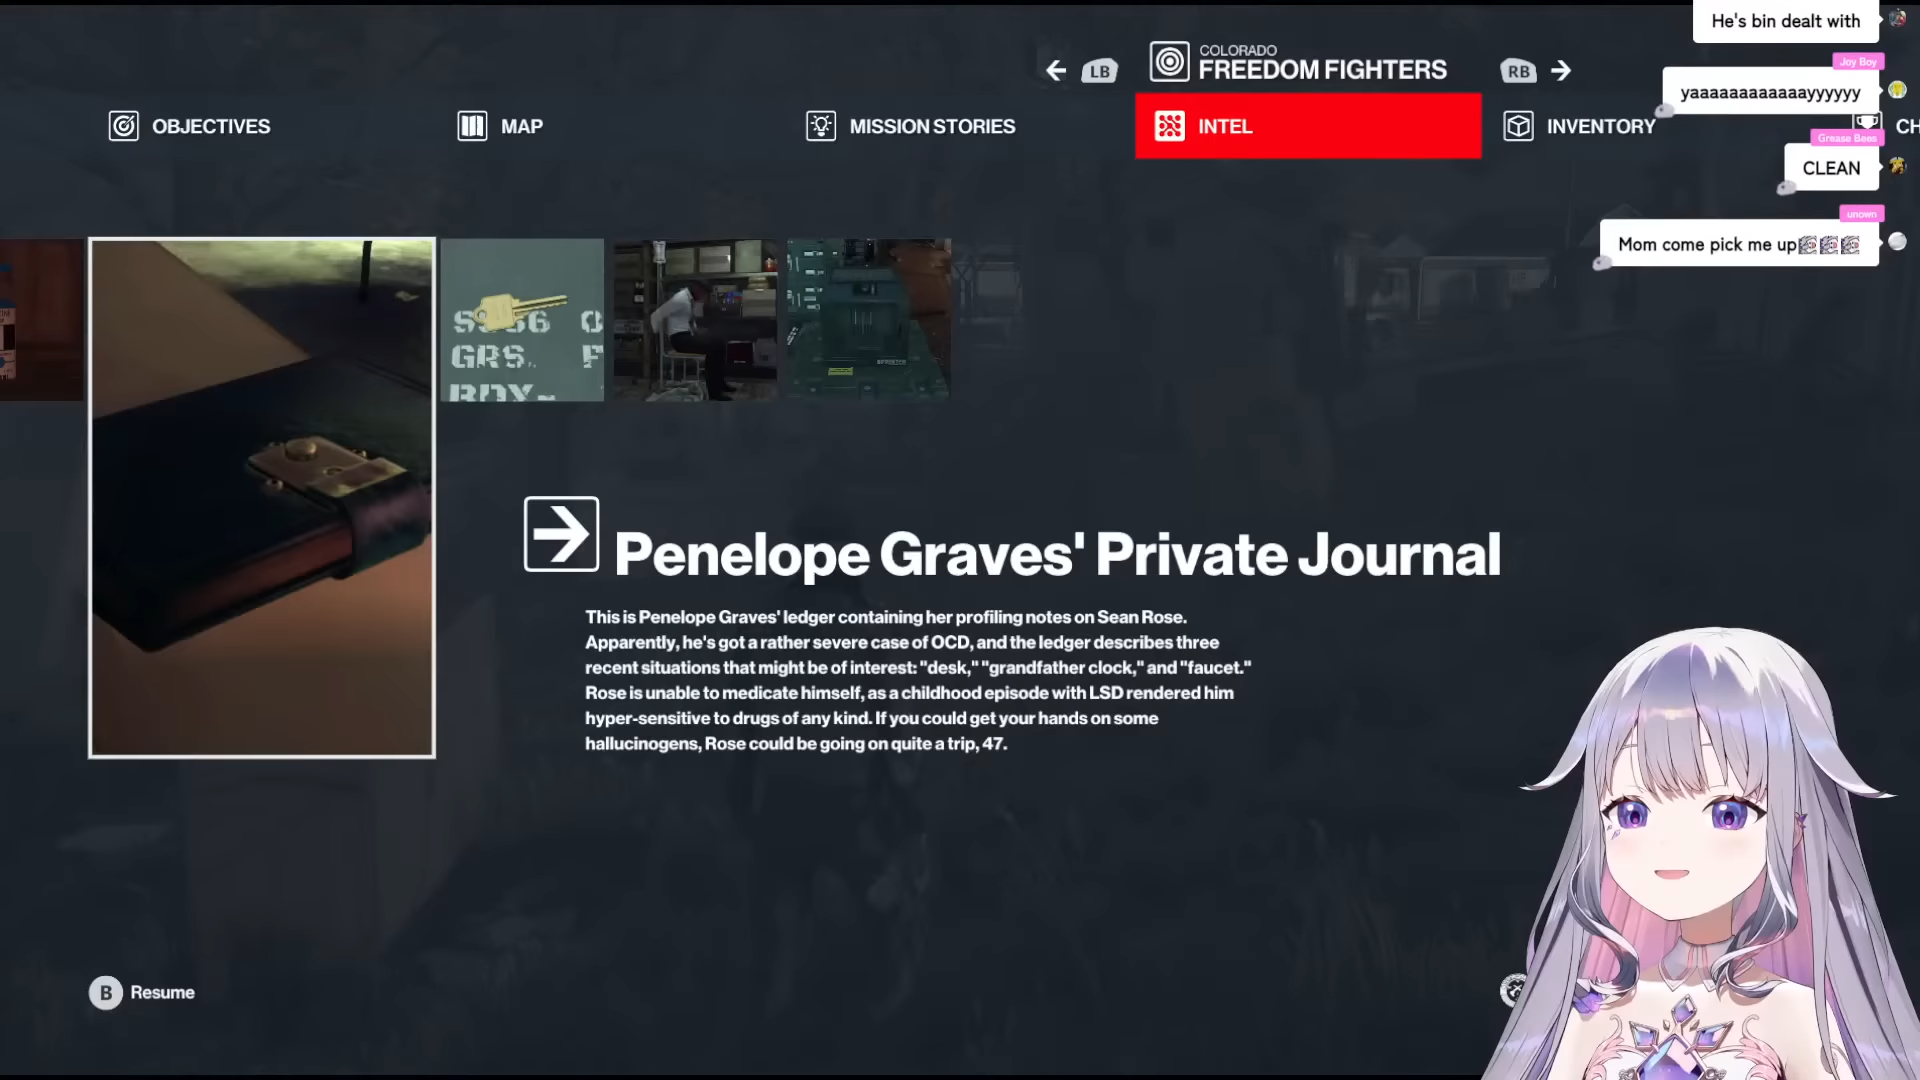 He's bin dealt with
COLORADO
FREEDOM FIGHTERS
LB
RB
Joy Boy
yaaaaaaaaaaaayyyyyy
OBJECTIVES
MAP
MISSION STORIES
INTEL
INVENTORY
CH
Grease Bees
CLEAN
unown
Mom come pick me up
GRS.
Penelope Graves' Private Journal
This is Penelope Graves' ledger containing her profiling notes on Sean Rose.
Apparently, he's got a rather severe case of OCD, and the ledger describes three
recent situations that might be of interest: "desk," "grandfather clock," and "faucet."
Rose is unable to medicate himself, as a childhood episode with LSD rendered him
hyper-sensitive to drugs of any kind. If you could get your hands on some
hallucinogens, Rose could be going on quite a trip, 47.
B Resume